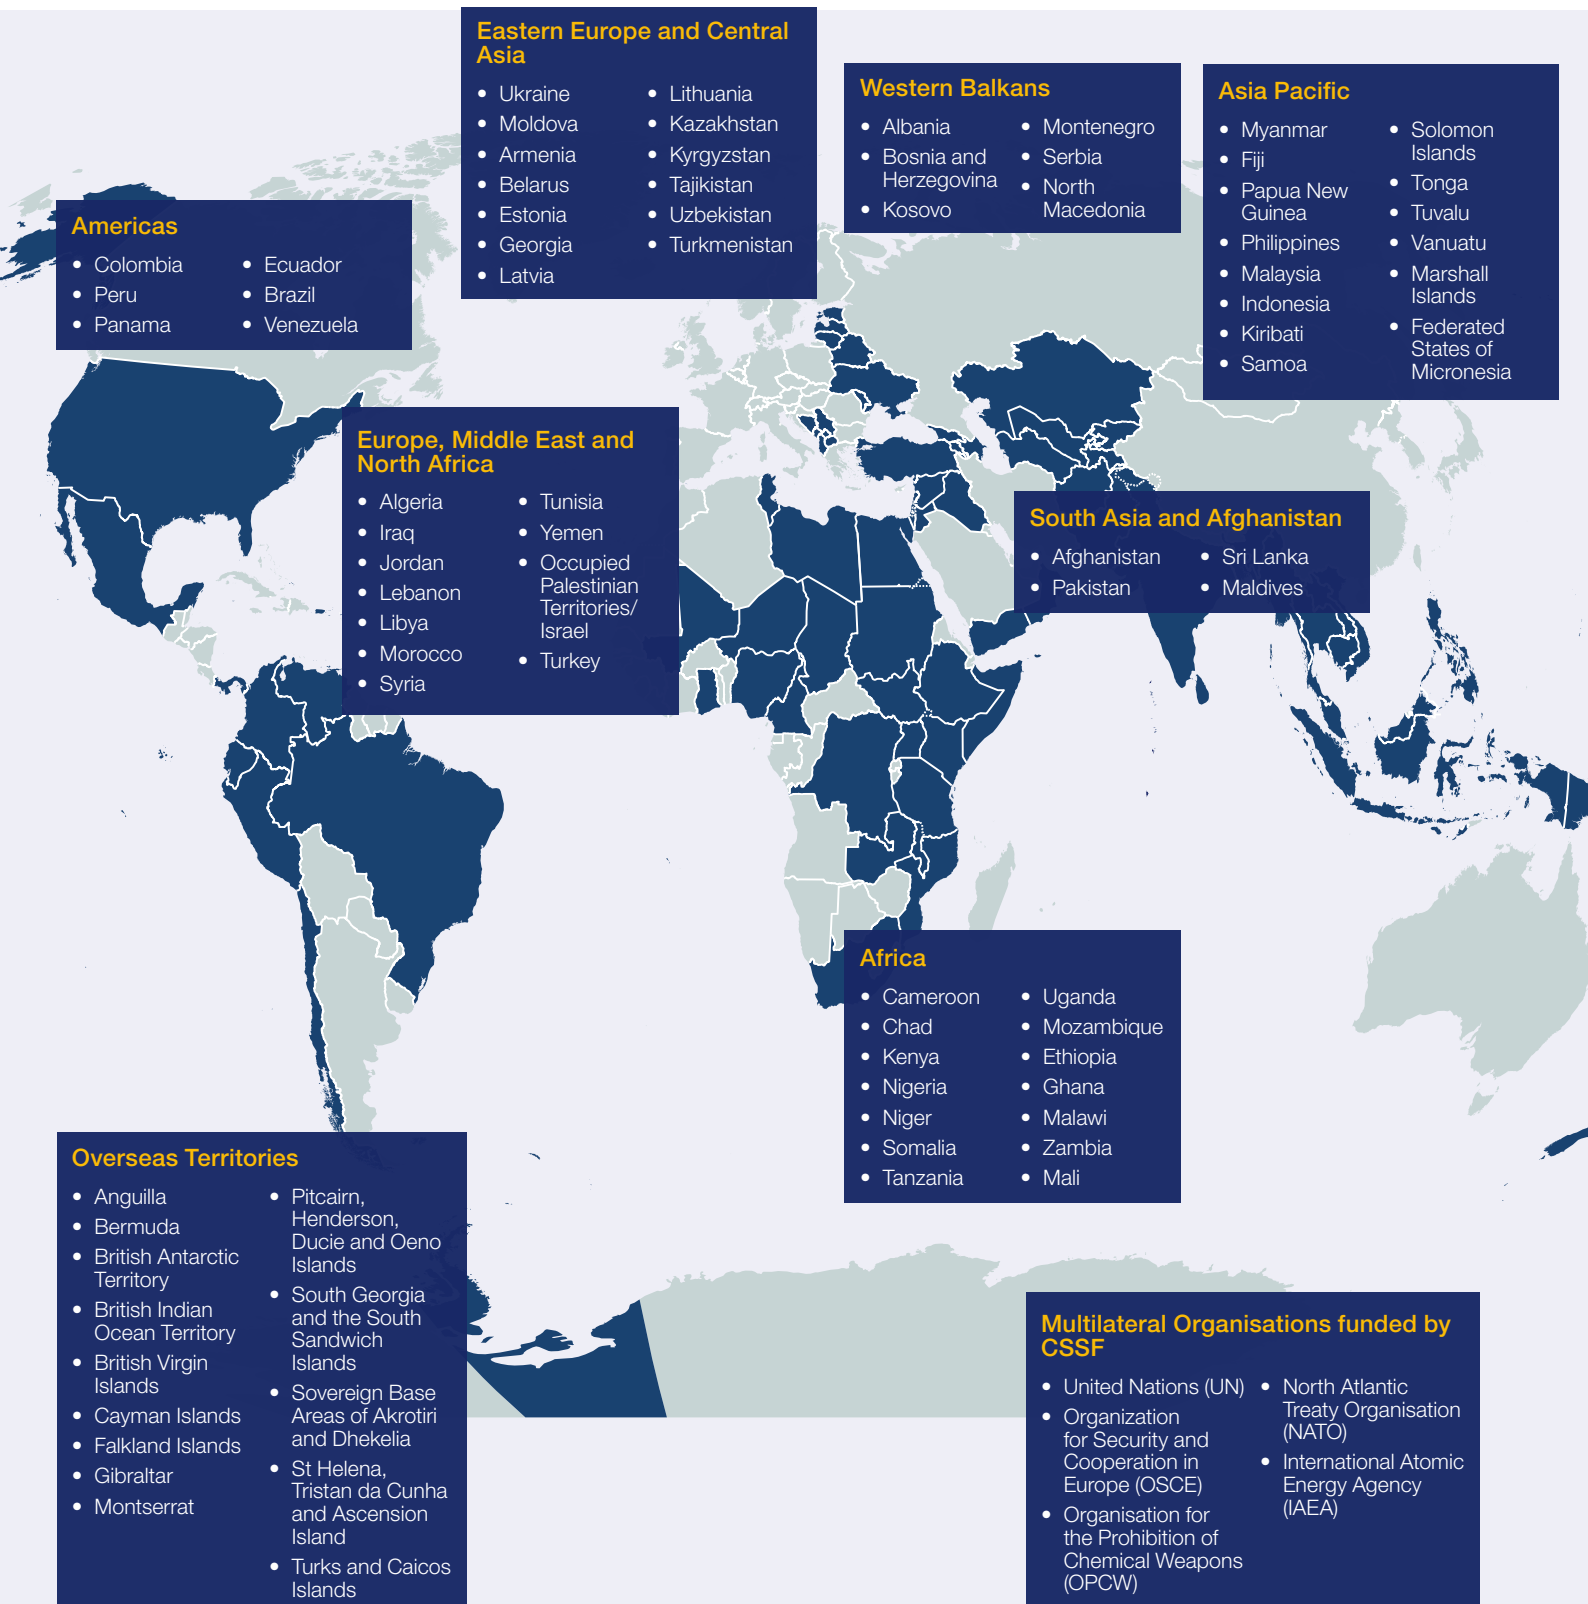 Eastern Europe and Central
Asia
• Ukraine
• Moldova
• Armenia
• Belarus
• Estonia
• Georgia
• Latvia
• Lithuania
• Kazakhstan
• Kyrgyzstan
• Tajikistan
• Uzbekistan
• Turkmenistan
Western Balkans
• Albania
• Bosnia and
Herzegovina
• Kosovo
• Montenegro
• Serbia
• North
Macedonia
Asia Pacific
• Myanmar
• Fiji
• Papua New
Guinea
• Philippines
• Malaysia
• Indonesia
• Kiribati
• Samoa
• Solomon
Islands
• Tonga
• Tuvalu
• Vanuatu
• Marshall
Islands
• Federated
States of
Micronesia
Americas
• Colombia
• Peru
• Panama
• Ecuador
• Brazil
• Venezuela
Europe, Middle East and
North Africa
• Algeria
• Iraq
• Jordan
• Lebanon
• Libya
• Morocco
• Syria
• Tunisia
• Yemen
• Occupied
Palestinian
Territories/
Israel
• Turkey
South Asia and Afghanistan
• Afghanistan
• Pakistan
• Sri Lanka
• Maldives
Africa
• Cameroon
• Chad
• Kenya
• Nigeria
• Niger
• Somalia
• Tanzania
• Uganda
• Mozambique
• Ethiopia
• Ghana
• Malawi
• Zambia
• Mali
Overseas Territories
• Anguilla
• Bermuda
• British Antarctic
Territory
• British Indian
Ocean Territory
• British Virgin
Islands
• Cayman Islands
• Falkland Islands
• Gibraltar
• Montserrat
• Pitcairn,
Henderson,
Ducie and Oeno
Islands
• South Georgia
and the South
Sandwich
Islands
• Sovereign Base
Areas of Akrotiri
and Dhekelia
• St Helena,
Tristan da Cunha
and Ascension
Island
• Turks and Caicos
Islands
Multilateral Organisations funded by
CSSF
• United Nations (UN)
• Organization
for Security and
Cooperation in
Europe (OSCE)
• Organisation for
the Prohibition of
Chemical Weapons
(OPCW)
• North Atlantic
Treaty Organisation
(NATO)
• International Atomic
Energy Agency
(IAEA)